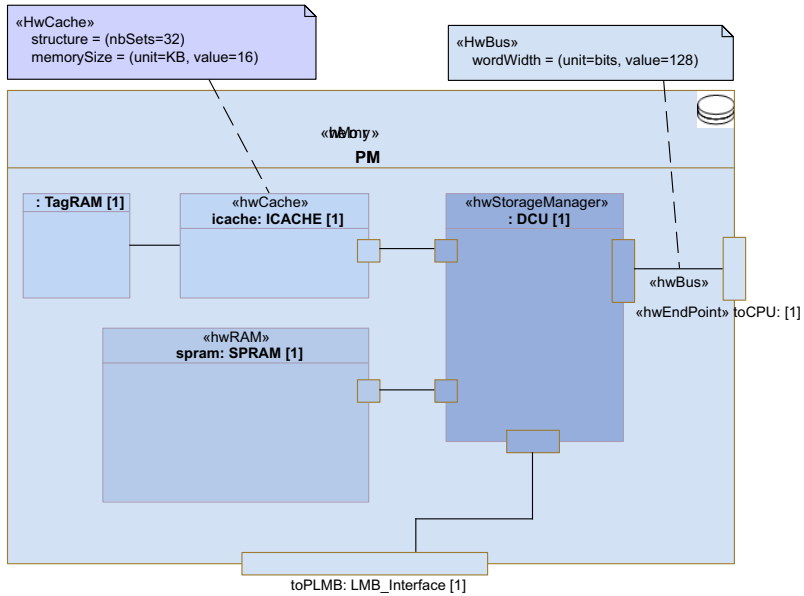 «HwCache»
structure = (nbSets=32)
memorySize = (unit=KB, value=16)
«HwBus»
wordWidth = (unit=bits, value=128)
PM
: TagRAM [1]
«hwCache»
icache: ICACHE [1]
«hwStorageManager»
: DCU [1]
«hwBus»
«hwEndPoint» toCPU: [1]
«hwRAM»
spram: SPRAM [1]
toPLMB: LMB_Interface [1]